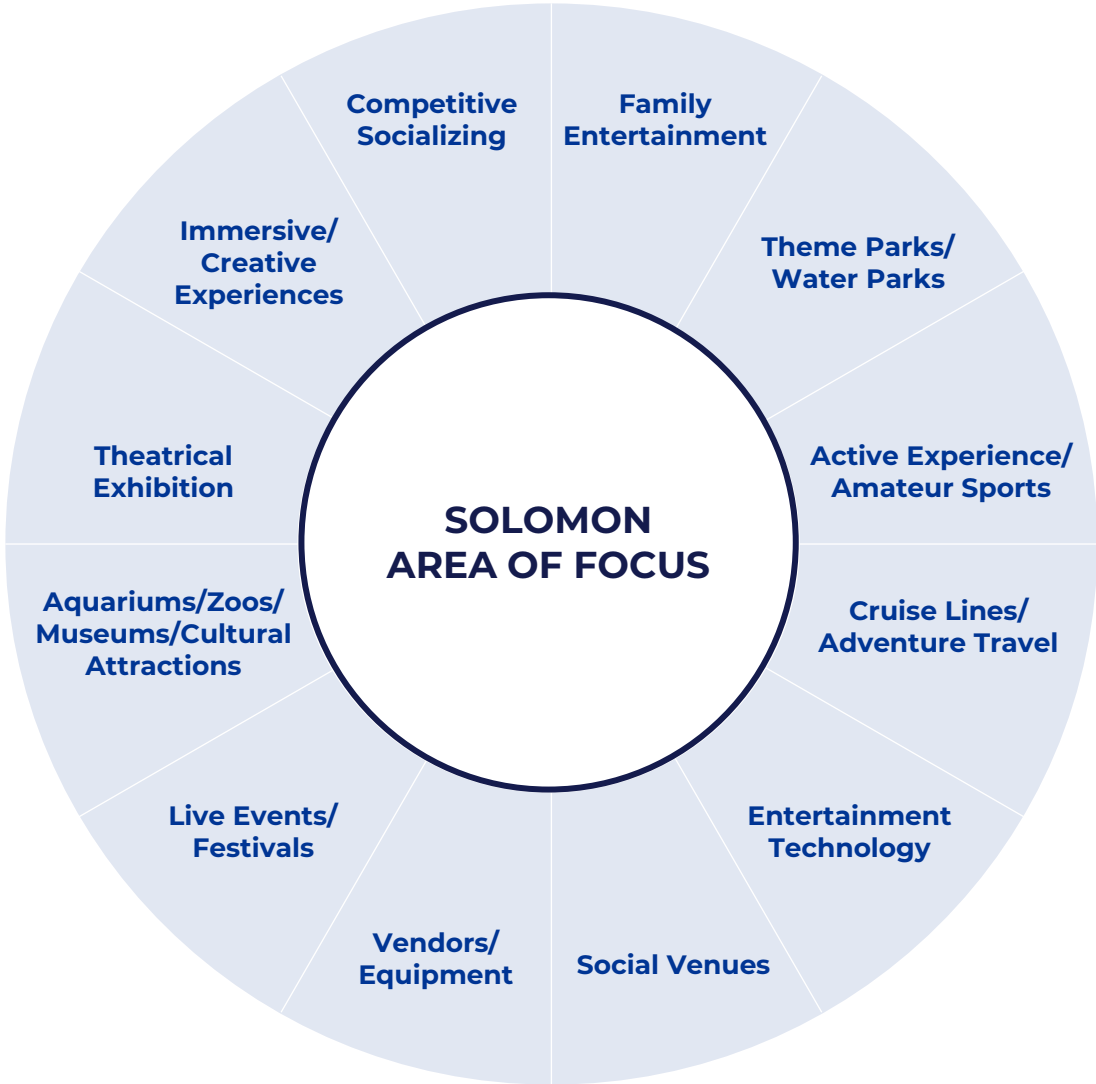 Competitive
Socializing
Family
Entertainment
Theme Parks/
Water Parks
Active Experience/
Amateur Sports
Cruise Lines/
Adventure Travel
Entertainment
Technology
Social Venues
Vendors/
Equipment
Live Events/
Festivals
Aquariums/Zoos/
Museums/Cultural
Attractions
Theatrical
Exhibition
Immersive/
Creative
Experiences
SOLOMON
AREA OF FOCUS